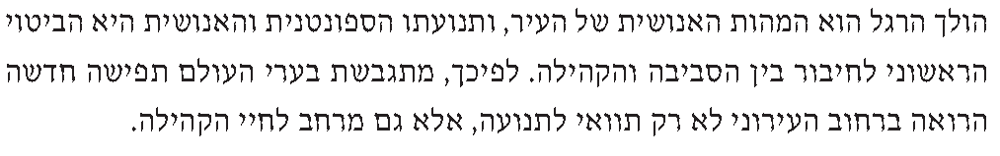 הולך הרגל הוא המהות האנושית של העיר, ותנועתו הספונטנית והאנושית היא הביטוי
הראשוני לחיבור בין הסביבה והקהילה. לפיכך, מתגבשת בערי העולם תפישה חדשה
הרואה ברחוב העירוני לא רק תוואי לתנועה, אלא גם מרחב לחיי הקהילה.